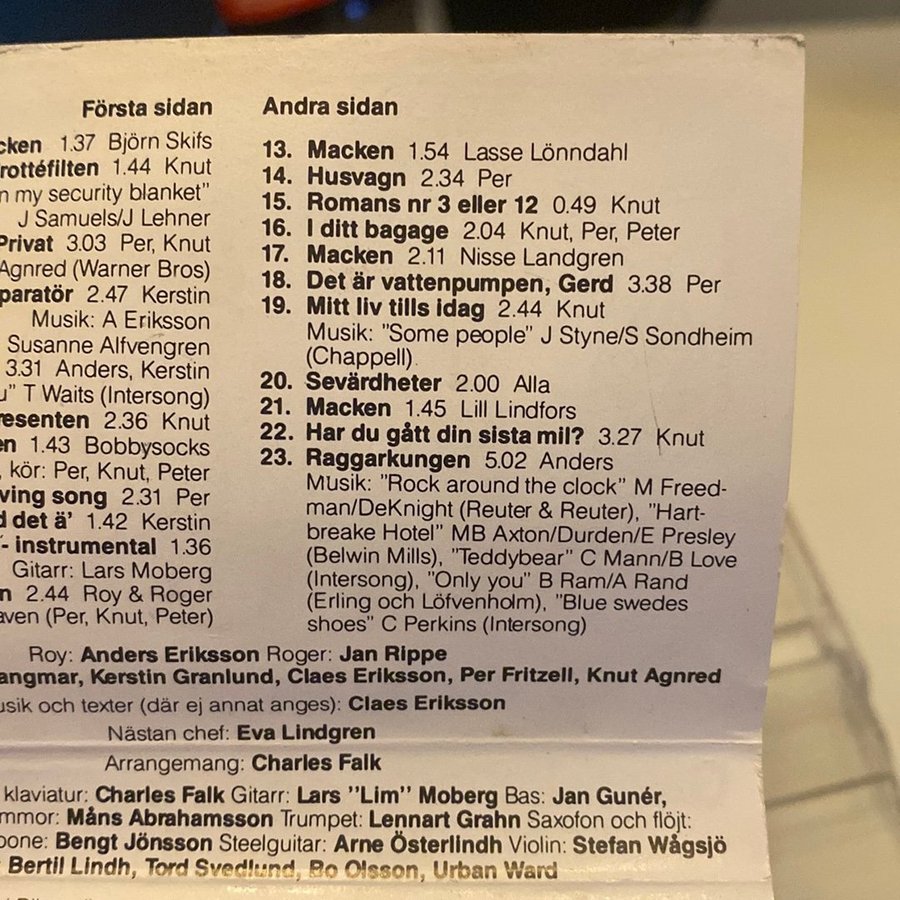 Första sidan
cken 1.37 Björn Skifs
rottéfilten 1.44 Knut
n my security blanket"
J Samuels/J Lehner
Privat 3.03 Per, Knut
Agnred (Warner Bros)
paratör 2.47 Kerstin
Musik: A Eriksson
Susanne Alfvengren
3.31 Anders, Kerstin
u" T Waits (Intersong)
resenten 2.36 Knut
en 1.43 Bobbysocks
, kör: Per, Knut, Peter
ving song 2.31 Per
d det ä' 1.42 Kerstin
- instrumental 1.36
Gitarr: Lars Moberg
n 2.44 Roy & Roger
aven (Per, Knut, Peter)
Andra sidan
13. Macken 1.54 Lasse Lönndahl
14. Husvagn 2.34 Per
15. Romans nr 3 eller 12 0.49 Knut
16. I ditt bagage 2.04 Knut, Per, Peter
17. Macken 2.11 Nisse Landgren
18. Det är vattenpumpen, Gerd 3.38 Per
19. Mitt liv tills idag 2.44 Knut
Musik: "Some people" J Styne/S Sondheim
(Chappell)
20. Sevärdheter 2.00 Alla
21. Macken 1.45 Lill Lindfors
22. Har du gått din sista mil? 3.27 Knut
23. Raggarkungen 5.02 Anders
Musik: "Rock around the clock" M Freed-
man/DeKnight (Reuter & Reuter), "Hart-
breake Hotel" MB Axton/Durden/E Presley
(Belwin Mills), "Teddybear" C Mann/B Love
(Intersong), "Only you" B Ram/A Rand
(Erling och Löfvenholm), "Blue swedes
shoes" C Perkins (Intersong)
Roy: Anders Eriksson Roger: Jan Rippe
angmar, Kerstin Granlund, Claes Eriksson, Per Fritzell, Knut Agnred
usik och texter (där ej annat anges): Claes Eriksson
Nästan chef: Eva Lindgren
Arrangemang: Charles Falk
klaviatur: Charles Falk Gitarr: Lars "Lim" Moberg Bas: Jan Gunér,
mmor: Måns Abrahamsson Trumpet: Lennart Grahn Saxofon och flöjt:
bone: Bengt Jönsson Steelguitar: Arne Österlindh Violin: Stefan Wågsjö
Bertil Lindh, Tord Svedlund, Bo Olsson, Urban Ward